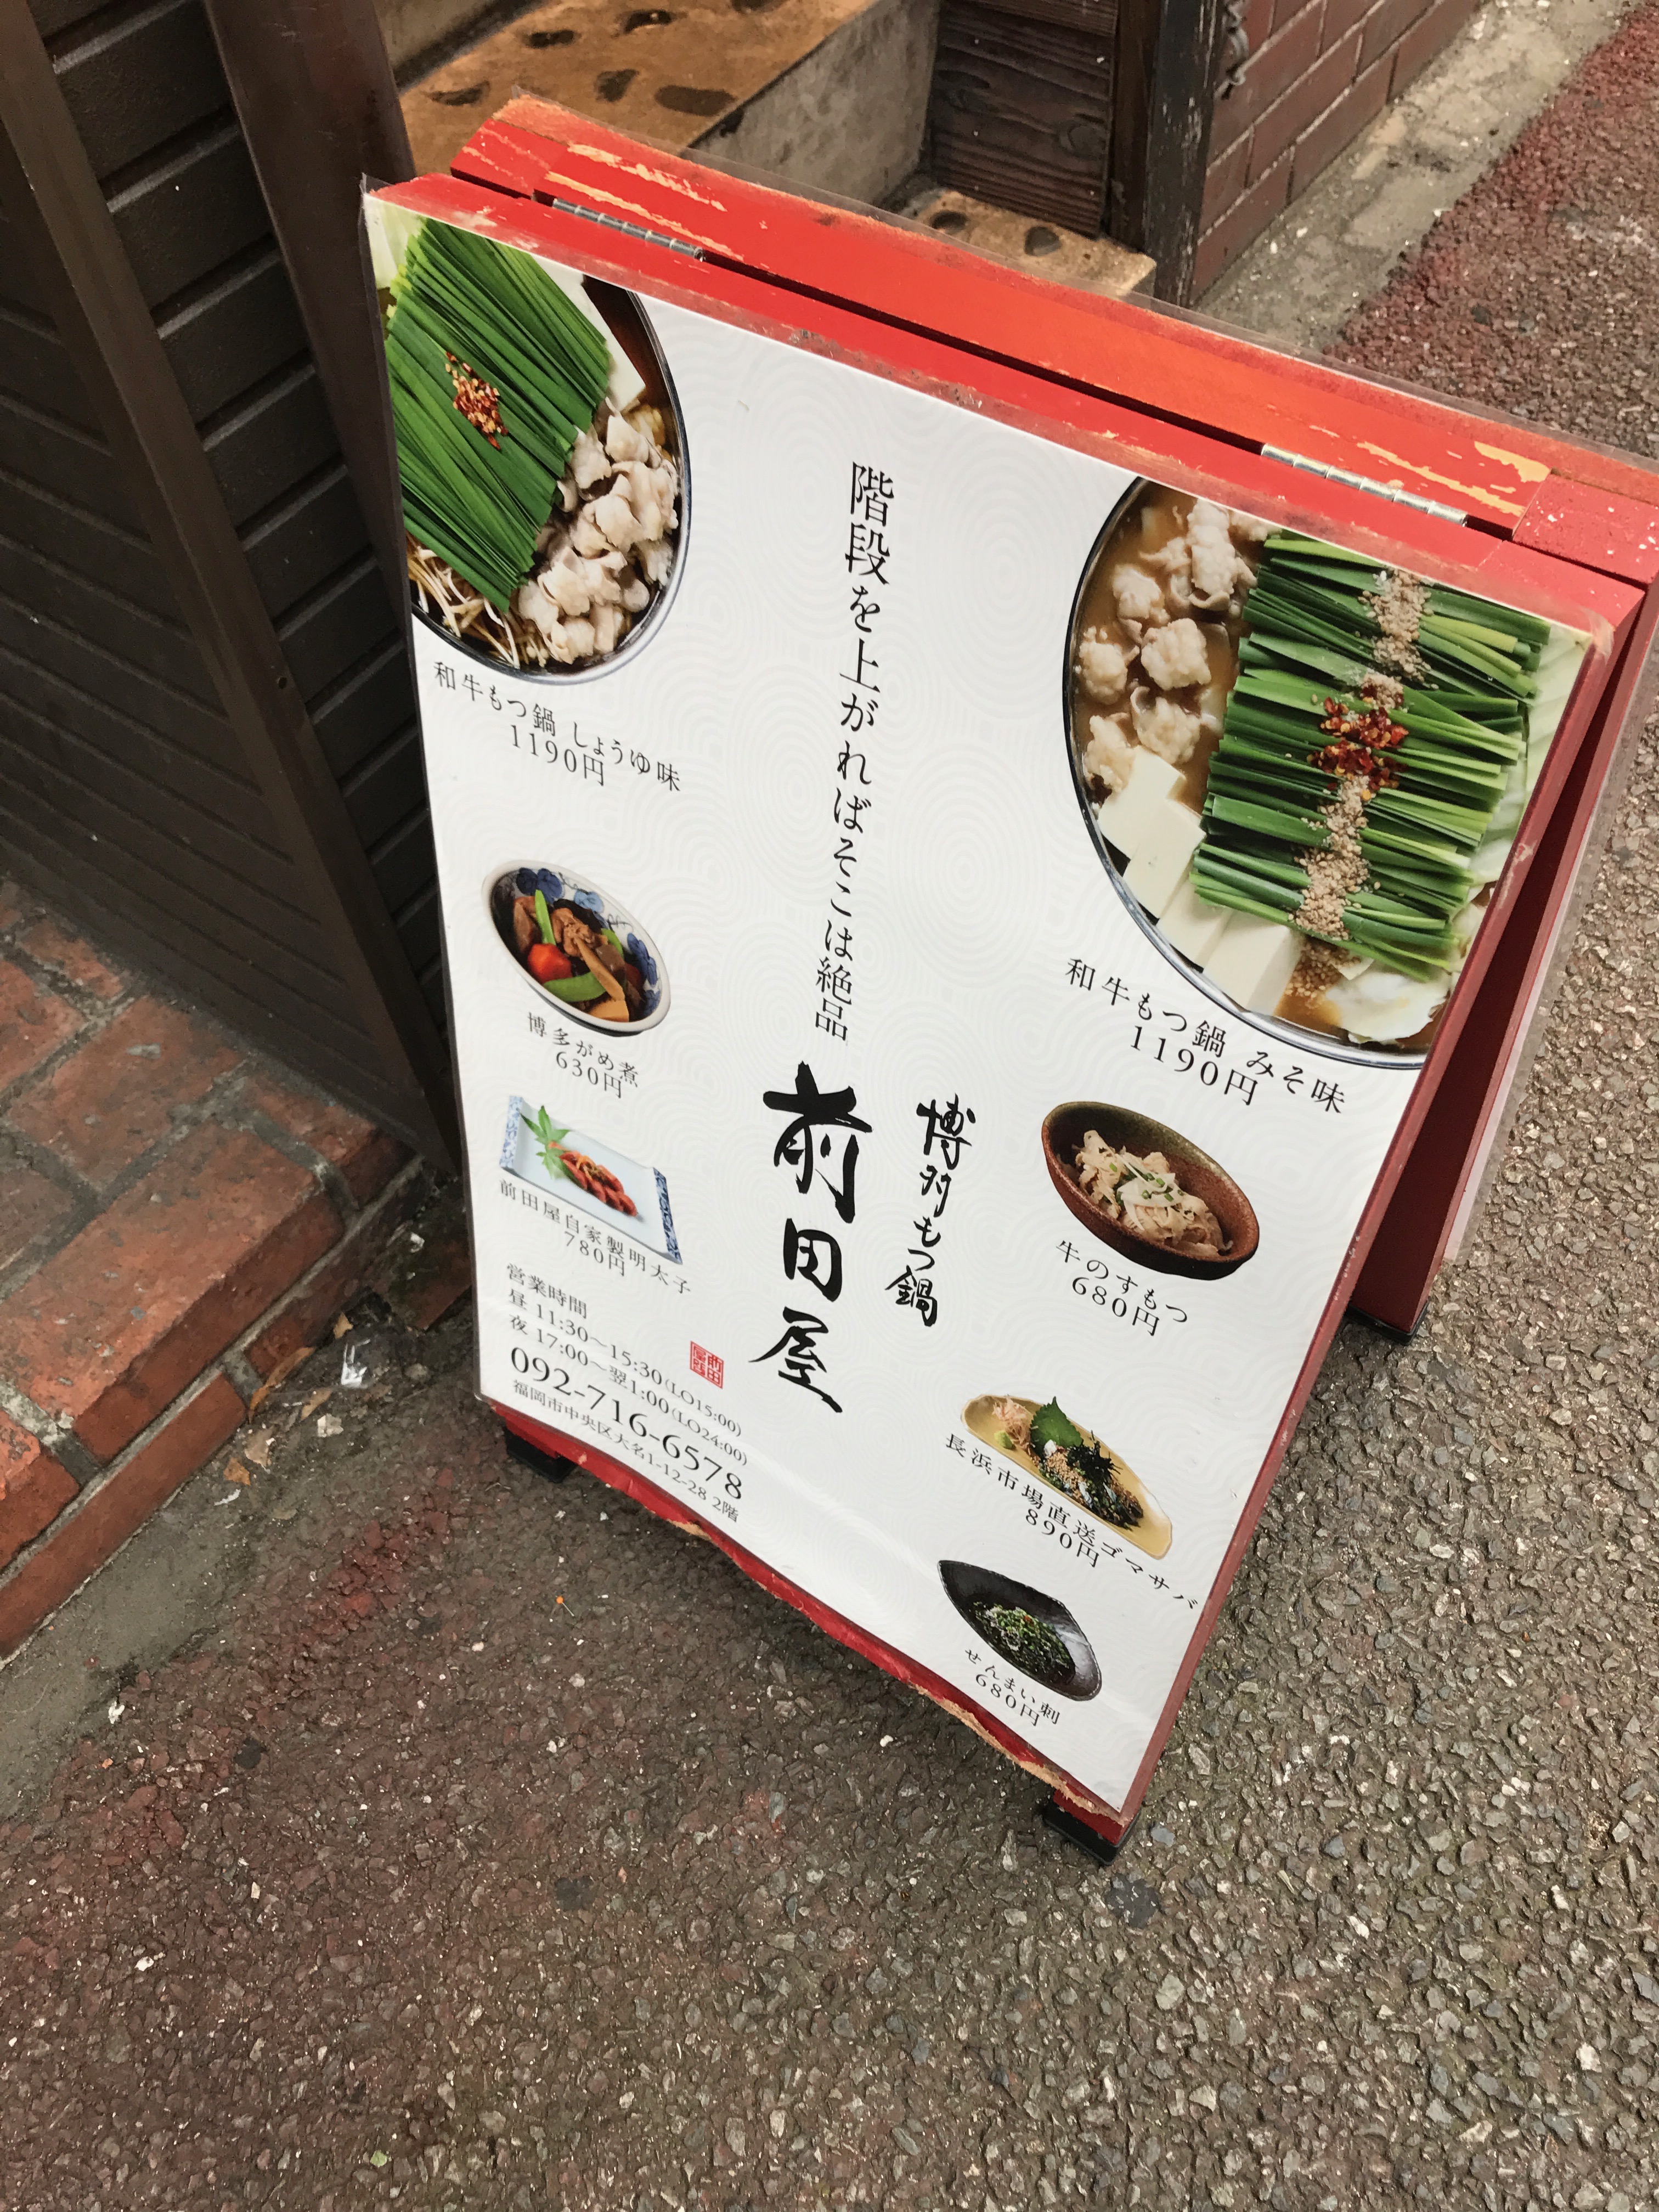 階段を上がればそこは絶品
博多もつ鍋
前田屋
和牛もつ鍋 みそ味
1190円
牛のすもつ
680円
長浜市場直送ゴマサバ
890円
せんまい刺
680円
和牛もつ鍋 しょうゆ味
1190円
博多がめ煮
630円
前田屋自家製明太子
780円
営業時間
昼 11:30～15:30(LO15:00)
夜 17:00～翌1:00(LO24:00)
092-716-6578
福岡市中央区大名1-12-28 2階